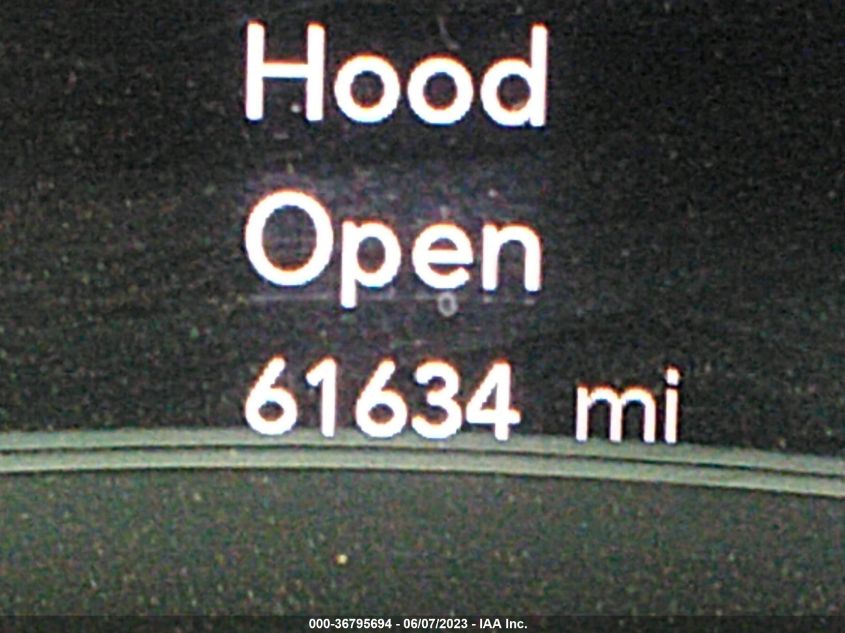 Hood
Open
61634 mi
000-36795694 - 06/07/2023 - IAA Inc.